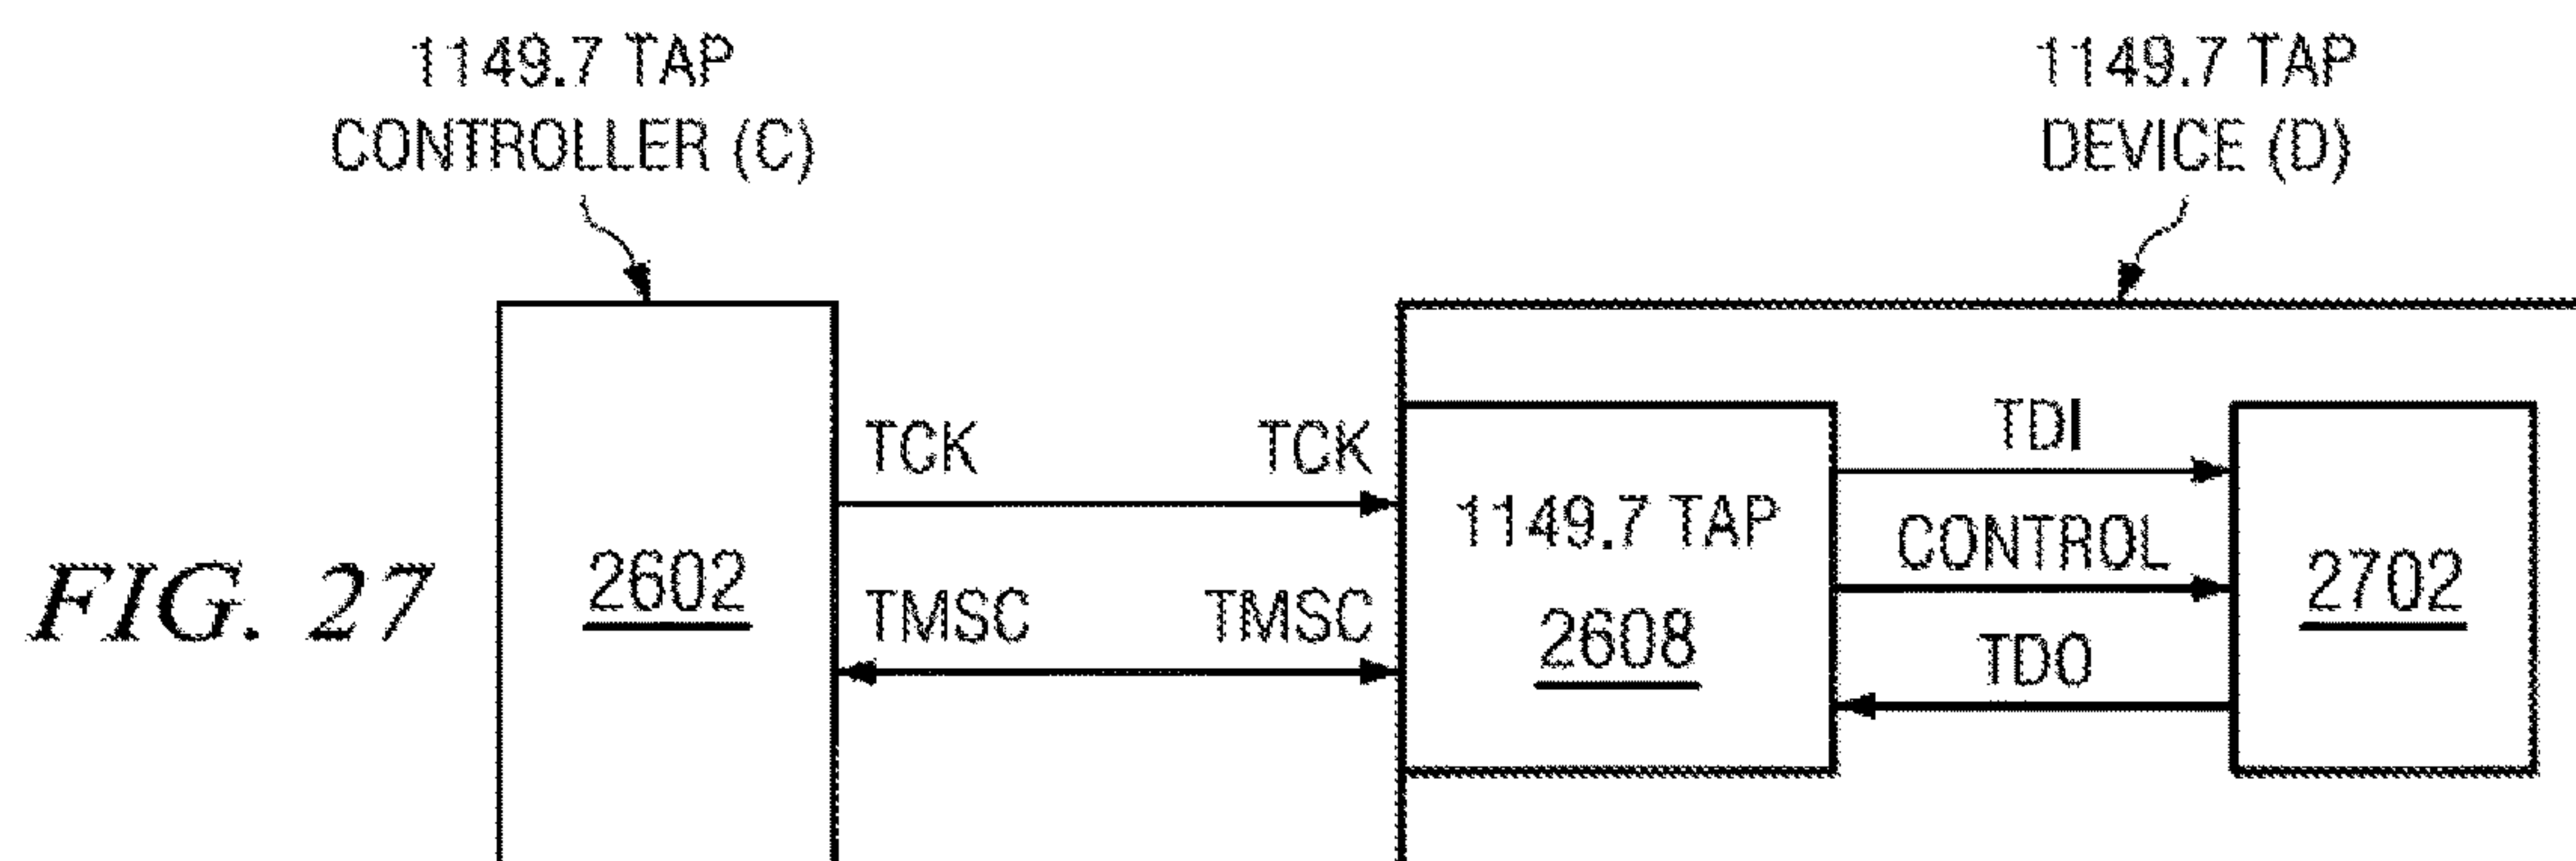 1149.7 TAP
CONTROLLER (C)
1149.7 TAP
DEVICE (D)
TCK
TCK
TDI
1149.7 TAP
CONTROL
FIG. 27
2602
2702
TMSC
TMSC
2608
TDO